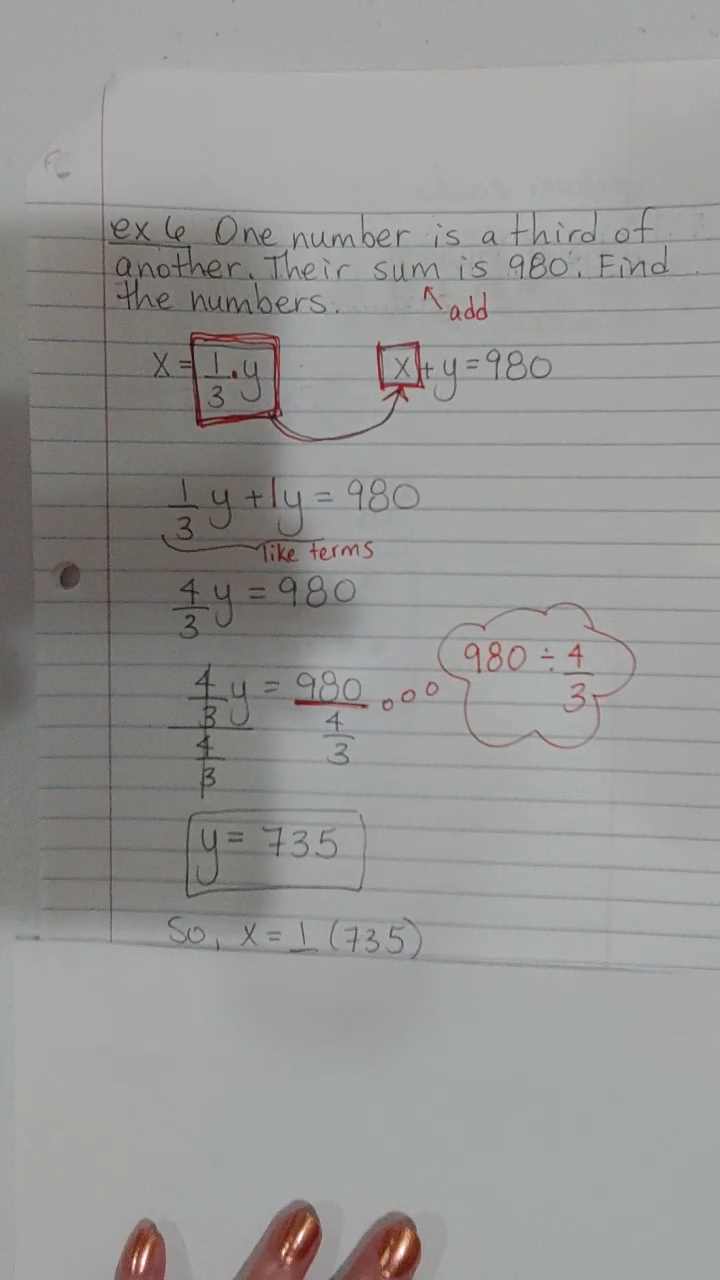 ex 6 One number is a third of
another. Their sum is 980. Find
the numbers.
add
x = 1/3 · y
x + y = 980
1/3 y + 1y = 980
like terms
4/3 y = 980
4/3 y / 4/3 = 980 / 4/3
980 ÷ 4/3
y = 735
So, x = 1 (735)